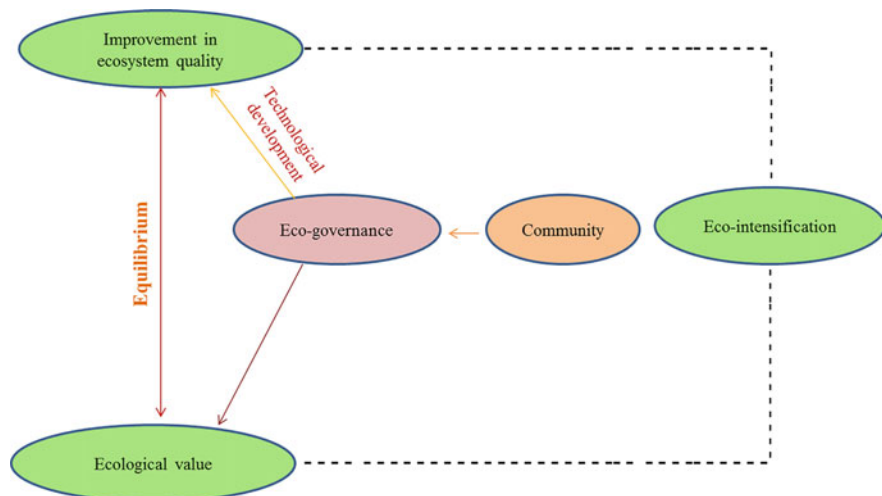 Improvement in
ecosystem quality
Technological
development
Equilibrium
Eco-governance
Community
Eco-intensification
Ecological value